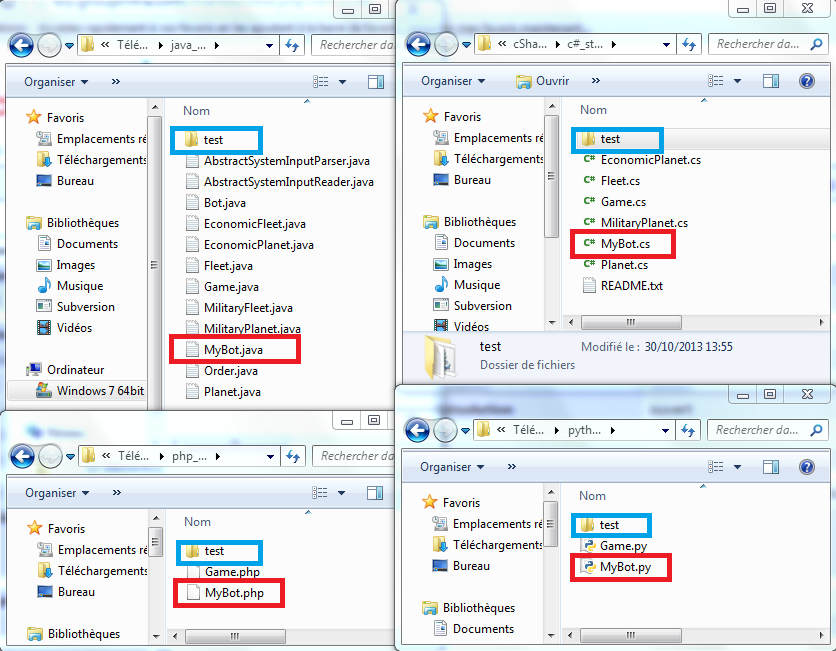 « Télé... java_...
Rechercher da
Organiser »
Favoris
Emplacements ré
Téléchargements
Bureau
Bibliothèques
Documents
Images
Musique
Subversion
Vidéos
Ordinateur
Windows 7 64bit
Nom
test
AbstractSystemInputParser.java
AbstractSystemInputReader.java
Bot.java
EconomicFleet.java
EconomicPlanet.java
Fleet.java
Game.java
MilitaryFleet.java
MilitaryPlanet.java
MyBot.java
Order.java
Planet.java
« cSha... c#_st...
Rechercher da...
Organiser Ouvrir »
Favoris
Emplacements ré
Téléchargements
Bureau
Bibliothèques
Documents
Images
Musique
Subversion
Vidéos
Nom
test
EconomicPlanet.cs
Fleet.cs
Game.cs
MilitaryPlanet.cs
MyBot.cs
Planet.cs
README.txt
test Modifié le : 30/10/2013 13:55
Dossier de fichiers
« Télé... php_...
Rechercher da
Organiser »
Favoris
Emplacements ré
Téléchargements
Bureau
Bibliothèques
Nom
test
Game.php
MyBot.php
« Télé... pyth...
Rechercher da...
Organiser »
Favoris
Emplacements ré
Téléchargements
Bureau
Bibliothèques
Documents
Nom
test
Game.py
MyBot.py